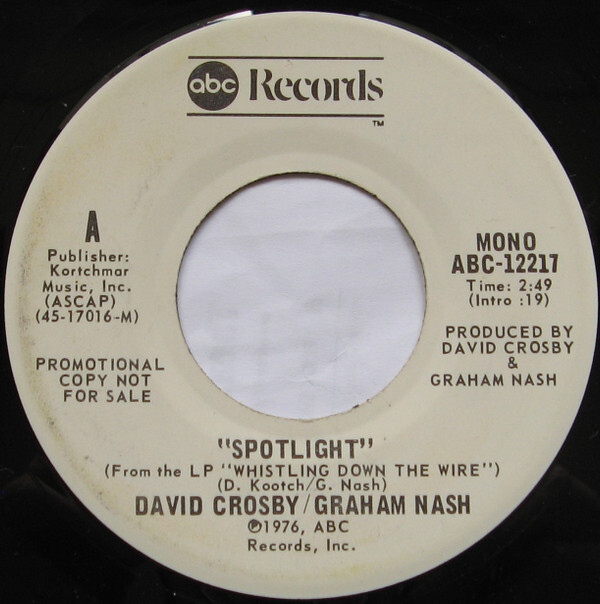 abc Records
™
A
Publisher:
Kortchmar
Music, Inc.
(ASCAP)
(45-17016-M)
PROMOTIONAL
COPY NOT
FOR SALE
MONO
ABC-12217
Time: 2:49
(Intro :19)
PRODUCED BY
DAVID CROSBY
&
GRAHAM NASH
"SPOTLIGHT"
(From the LP "WHISTLING DOWN THE WIRE")
(D. Kootch/G. Nash)
DAVID CROSBY/GRAHAM NASH
℗1976, ABC
Records, Inc.